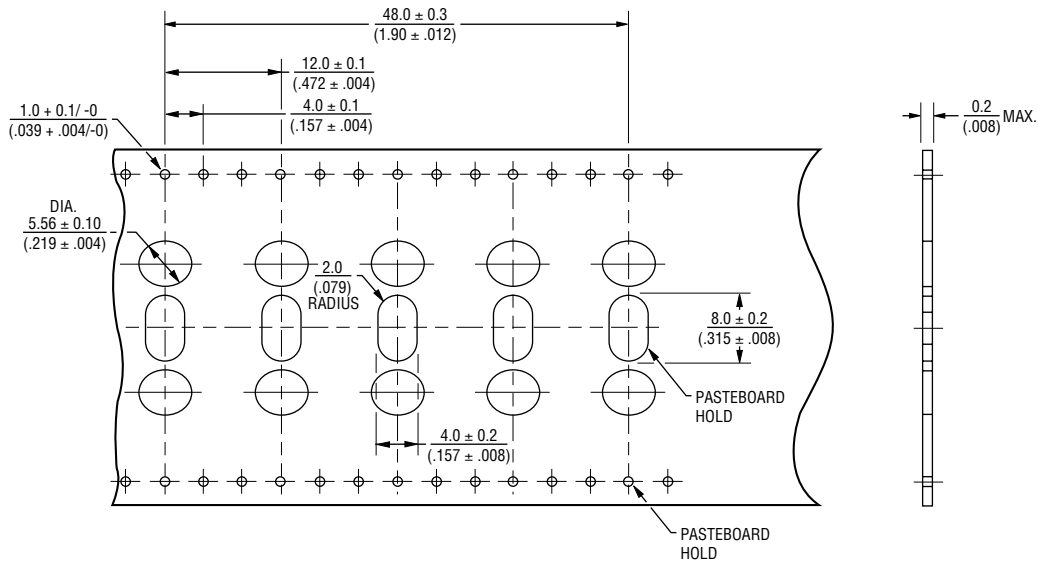 48.0 ± 0.3
(1.90 ± .012)
12.0 ± 0.1
(.472 ± .004)
1.0 + 0.1/ -0
(.039 + .004/-0)
4.0 ± 0.1
(.157 ± .004)
0.2
(.008)
MAX.
DIA.
5.56 ± 0.10
(.219 ± .004)
2.0
(.079)
RADIUS
8.0 ± 0.2
(.315 ± .008)
PASTEBOARD
HOLD
4.0 ± 0.2
(.157 ± .008)
PASTEBOARD
HOLD